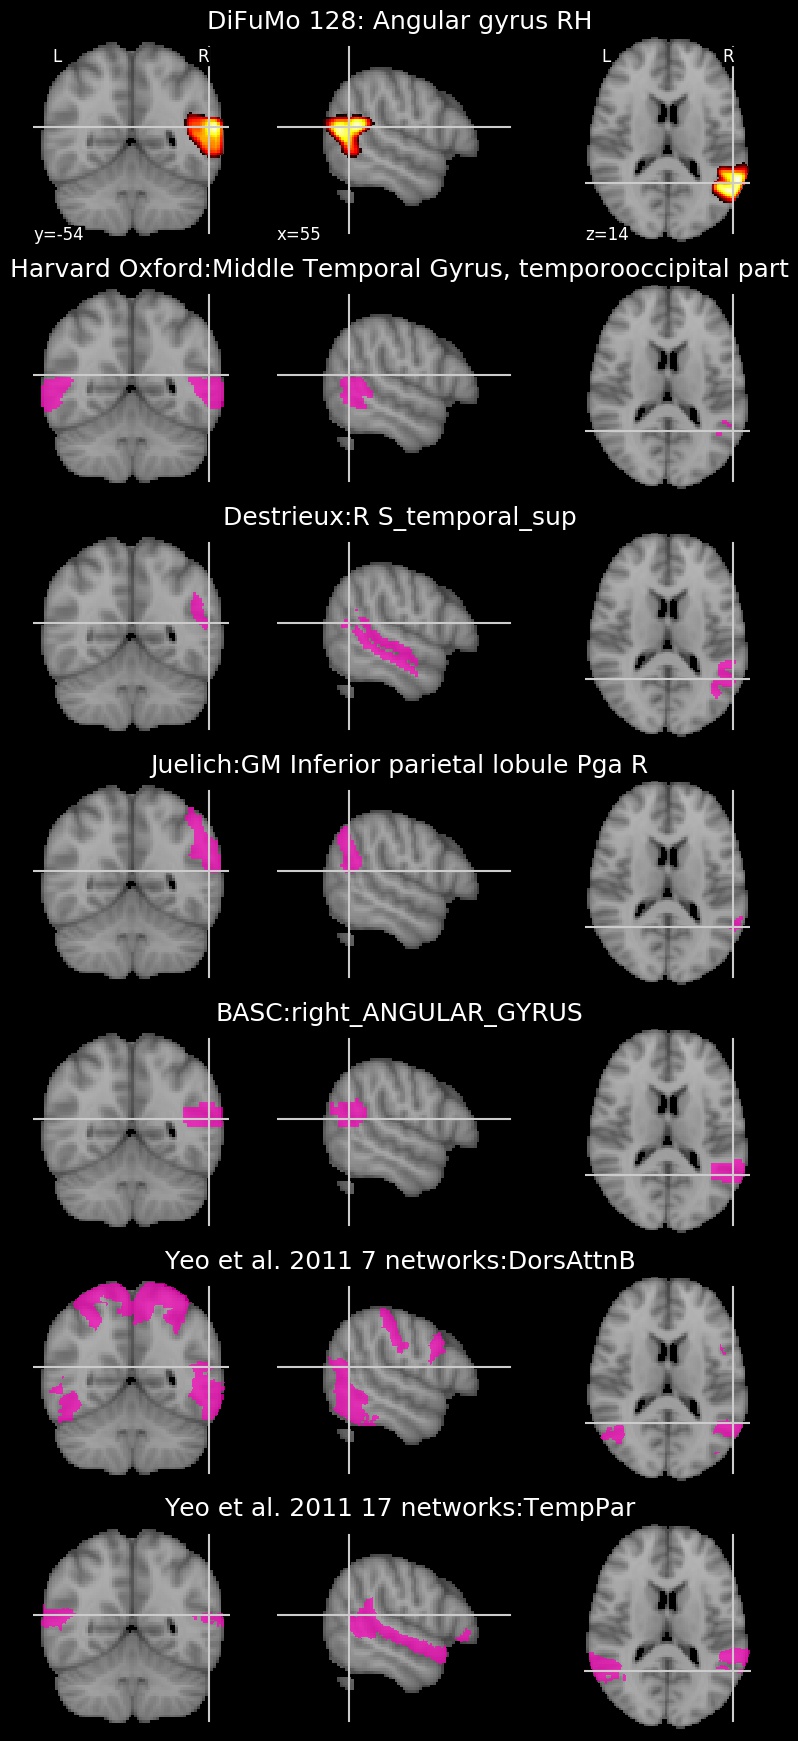 DiFuMo 128: Angular gyrus RH
L R L R
y=-54 x=55 z=14
Harvard Oxford:Middle Temporal Gyrus, temporooccipital part
Destrieux:R S_temporal_sup
Juelich:GM Inferior parietal lobule Pga R
BASC:right_ANGULAR_GYRUS
Yeo et al. 2011 7 networks:DorsAttnB
Yeo et al. 2011 17 networks:TempPar